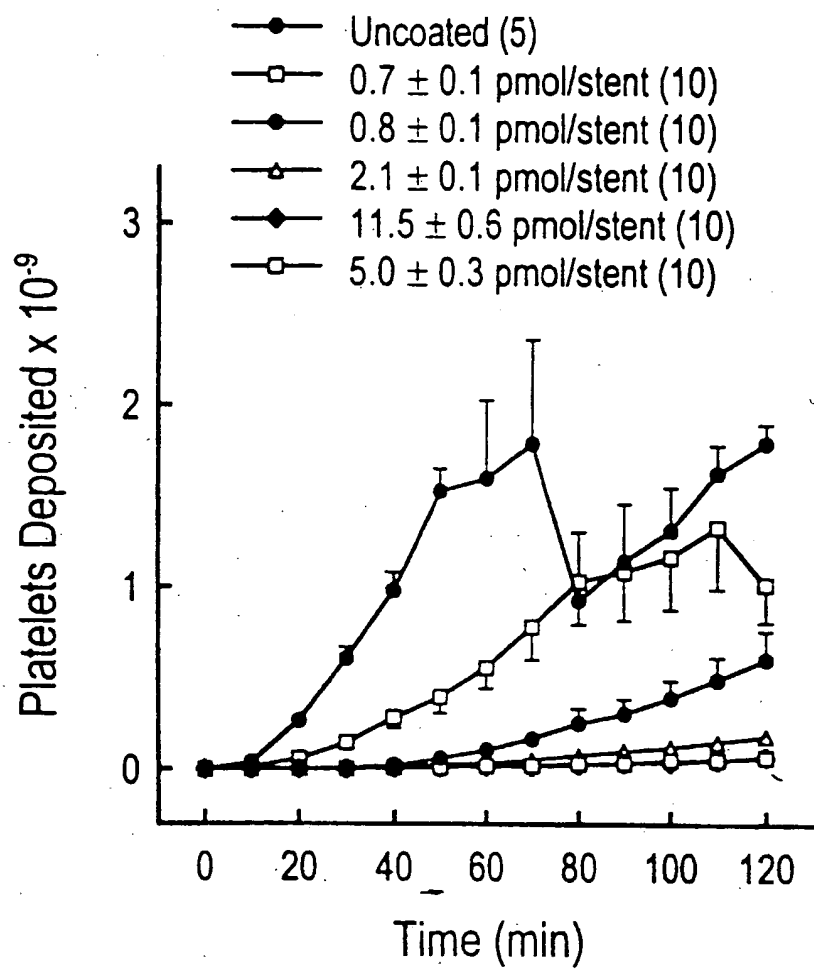 Uncoated (5)
0.7 ± 0.1 pmol/stent (10)
0.8 ± 0.1 pmol/stent (10)
2.1 ± 0.1 pmol/stent (10)
11.5 ± 0.6 pmol/stent (10)
5.0 ± 0.3 pmol/stent (10)
Platelets Deposited x 10⁻⁹
3
2
1
0
0 20 40 60 80 100 120
Time (min)